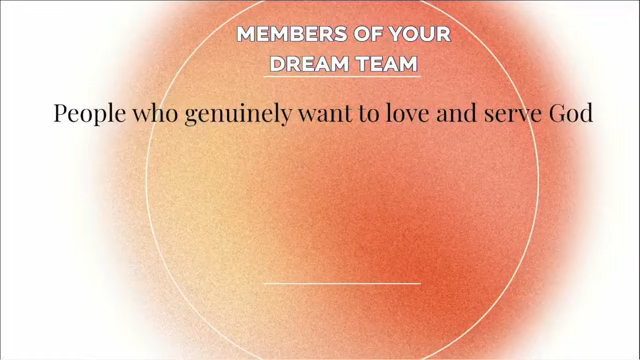 MEMBERS OF YOUR
DREAM TEAM
People who genuinely want to love and serve God